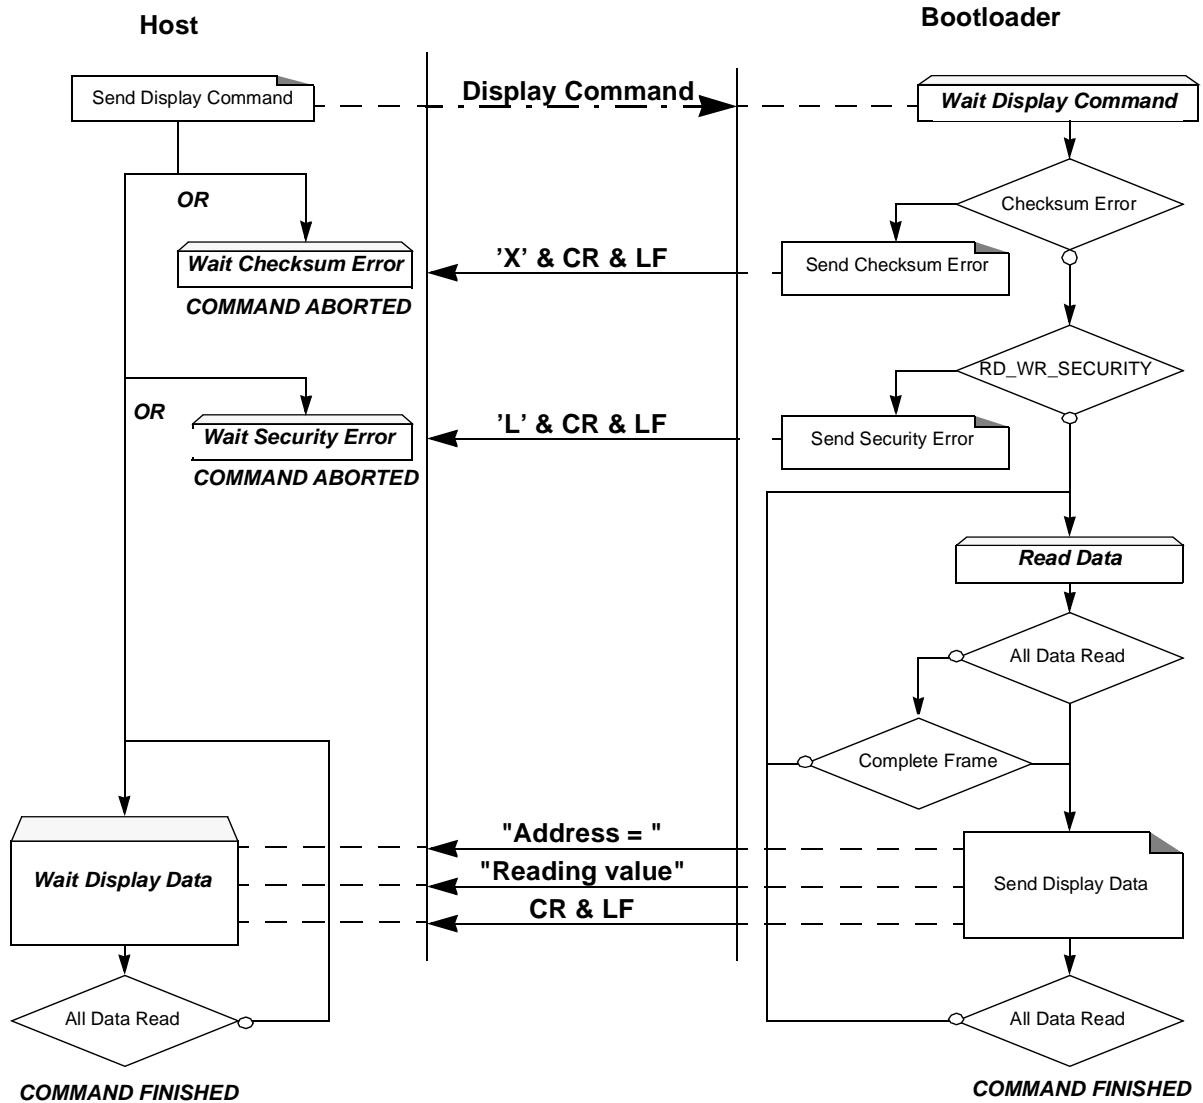 Host
Bootloader
Send Display Command
Display Command
Wait Display Command
OR
Checksum Error
Wait Checksum Error
'X' & CR & LF
Send Checksum Error
COMMAND ABORTED
RD_WR_SECURITY
OR
Wait Security Error
'L' & CR & LF
Send Security Error
COMMAND ABORTED
Read Data
All Data Read
Complete Frame
"Address = "
Wait Display Data
"Reading value"
Send Display Data
CR & LF
All Data Read
All Data Read
COMMAND FINISHED
COMMAND FINISHED